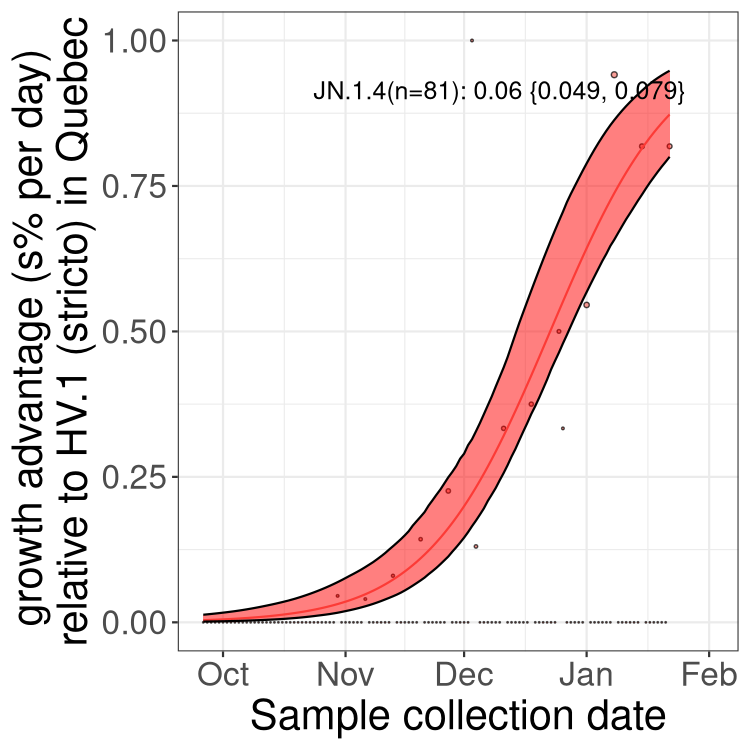 growth advantage (s% per day)
relative to HV.1 (stricto) in Quebec
1.00
0.75
0.50
0.25
0.00
JN.1.4(n=81): 0.06 {0.049, 0.079}
Oct Nov Dec Jan Feb
Sample collection date